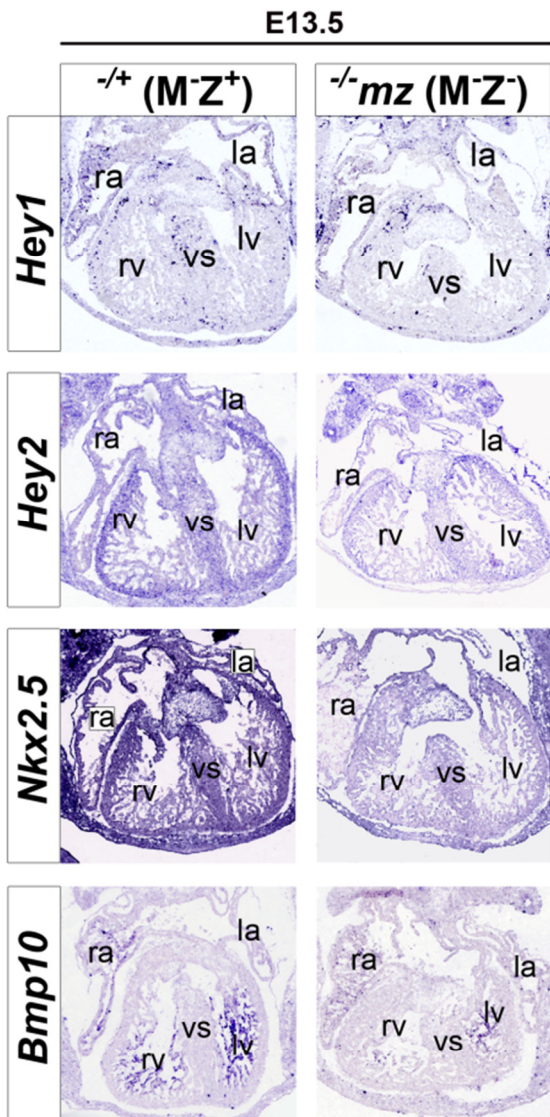 E13.5
-/+ (M-Z+)
-/-mz (M-Z-)
Hey1
ra
la
rv
vs
lv
ra
la
rv
vs
lv
Hey2
ra
la
rv
vs
lv
ra
la
rv
vs
lv
Nkx2.5
ra
la
rv
vs
lv
ra
la
rv
vs
lv
Bmp10
ra
la
rv
vs
lv
ra
la
rv
vs
lv